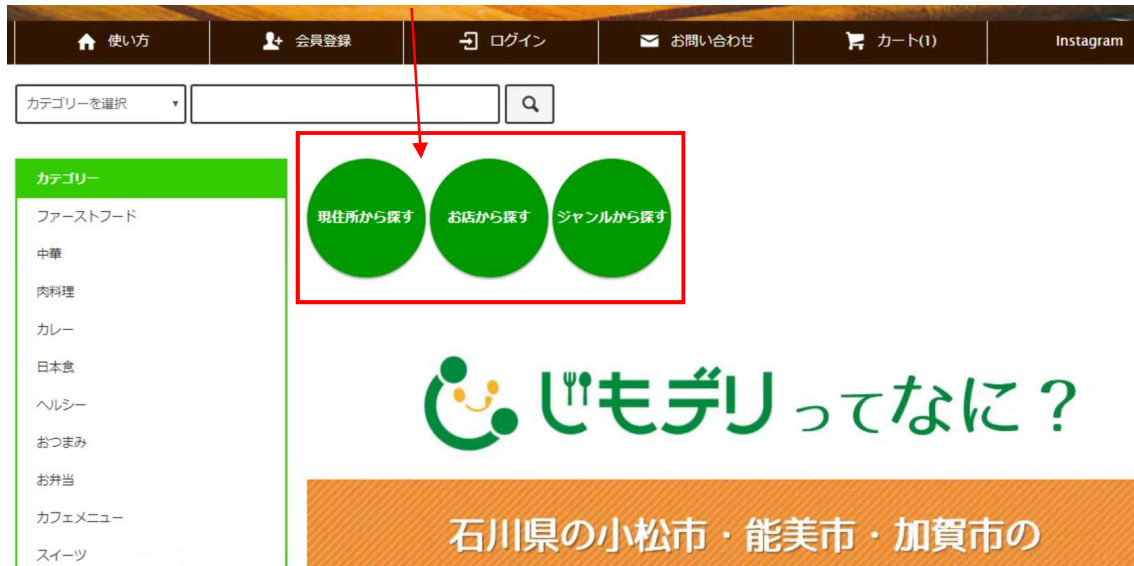 使い方
会員登録
ログイン
お問い合わせ
カート(1)
Instagram
カテゴリーを選択
カテゴリー
ファーストフード
中華
肉料理
カレー
日本食
ヘルシー
おつまみ
お弁当
カフェメニュー
スイーツ
現住所から探す
お店から探す
ジャンルから探す
じもデリってなに？
石川県の小松市・能美市・加賀市の